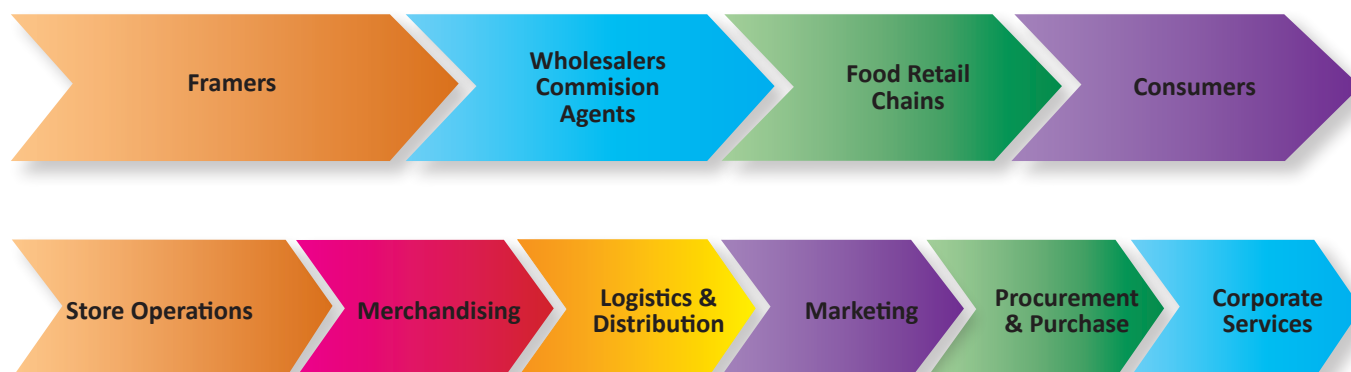 Framers
Wholesalers
Commision
Agents
Food Retail
Chains
Consumers
Store Operations
Merchandising
Logistics &
Distribution
Marketing
Procurement
& Purchase
Corporate
Services